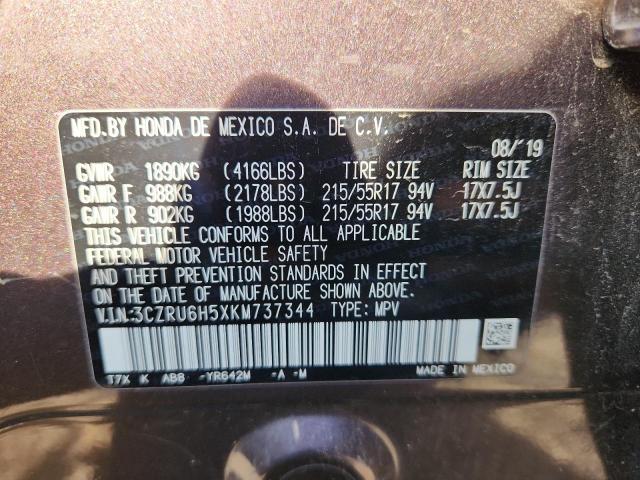 MFD.BY HONDA DE MEXICO S.A. DE C.V.
08/'19
GVWR 1890KG (4166LBS) TIRE SIZE RIM SIZE
GAWR F 988KG (2178LBS) 215/55R17 94V 17X7.5J
GAWR R 902KG (1988LBS) 215/55R17 94V 17X7.5J
THIS VEHICLE CONFORMS TO ALL APPLICABLE
FEDERAL MOTOR VEHICLE SAFETY
AND THEFT PREVENTION STANDARDS IN EFFECT
ON THE DATE OF MANUFACTURE SHOWN ABOVE.
V.I.N:3CZRU6H5XKM737344 TYPE: MPV
T7X K AB8 -YR642M -A -M
MADE IN MEXICO